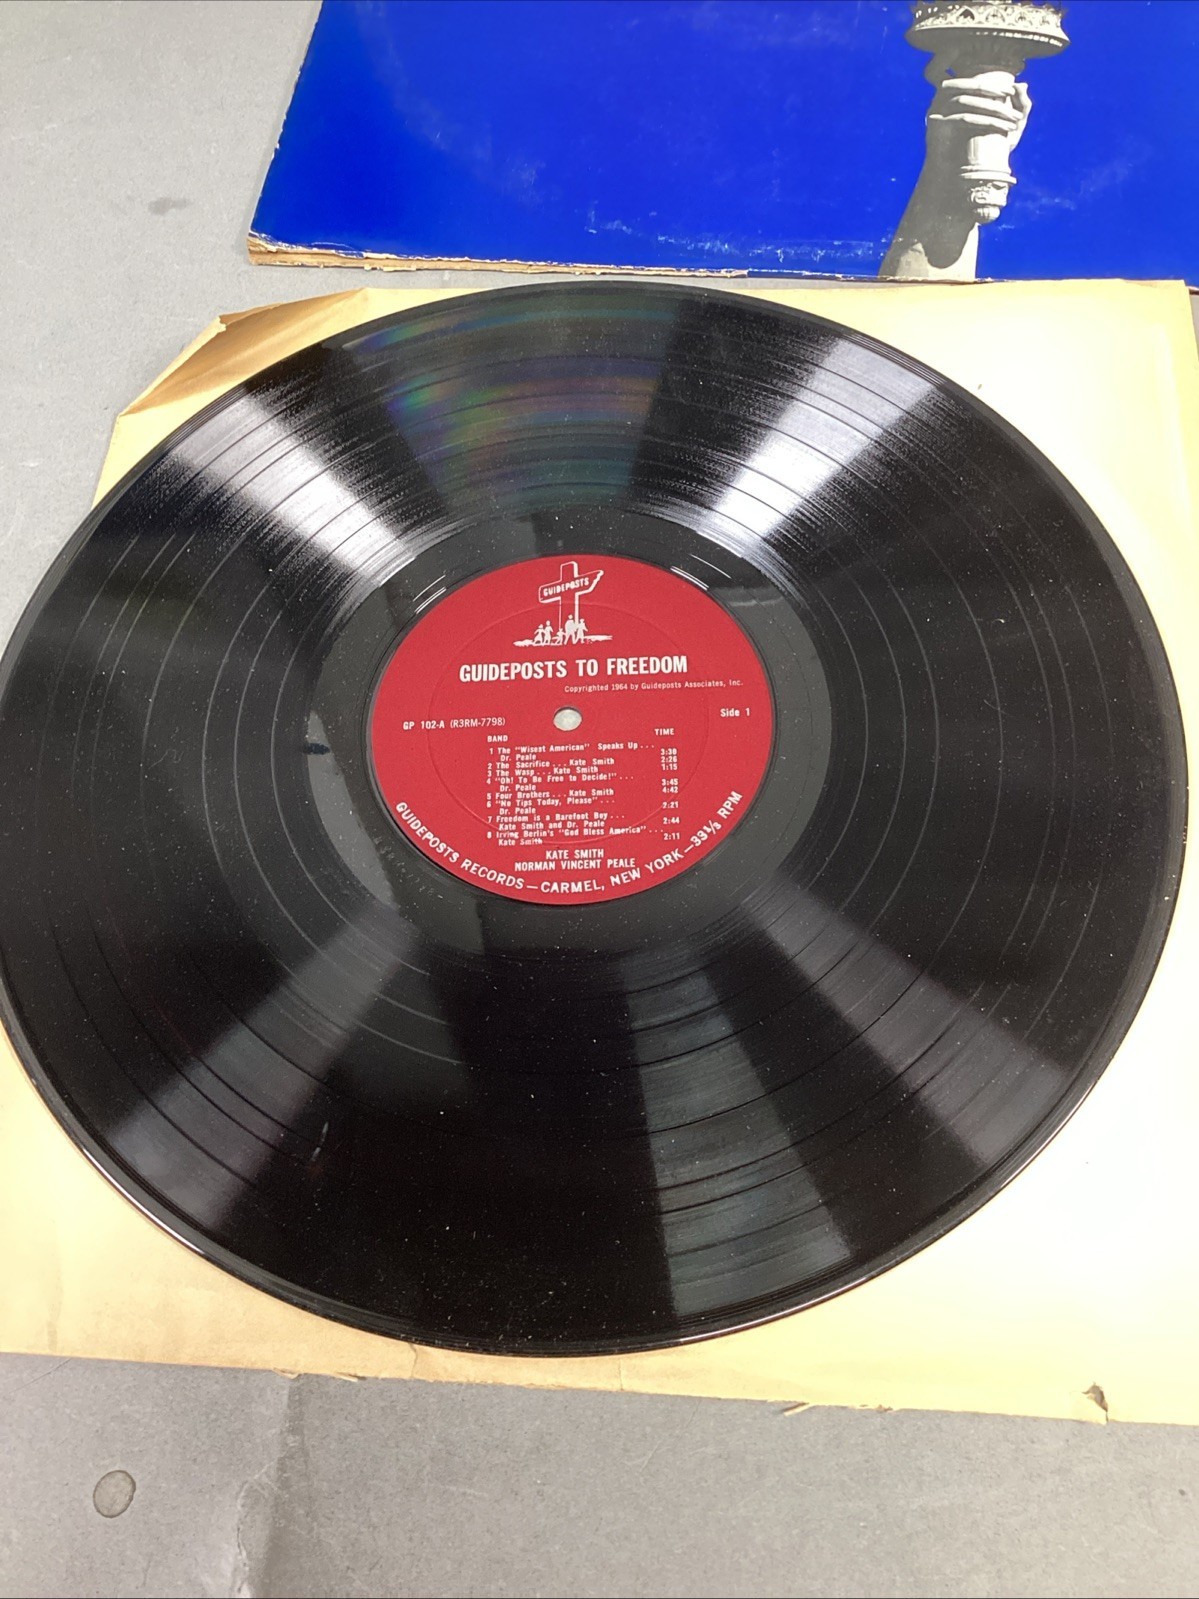 GUIDEPOSTS
GUIDEPOSTS TO FREEDOM
Copyrighted 1964 by Guideposts Associates, Inc.
GP 102-A (R3RM-7798)
Side 1
BAND TIME
1 The "Wisest American" Speaks Up...
Dr. Peale 3:30
2 The Sacrifice...Kate Smith 2:26
3 The Wasp...Kate Smith 1:15
4 "Oh! To Be Free to Decide!"...
Dr. Peale 3:45
5 Four Brothers...Kate Smith 4:42
6 "No Tips Today, Please"...
Dr. Peale 2:21
7 Freedom is a Barefoot Boy...
Kate Smith and Dr. Peale 2:44
8 Irving Berlin's "God Bless America"...
Kate Smith 2:11
KATE SMITH
NORMAN VINCENT PEALE
GUIDEPOSTS RECORDS—CARMEL, NEW YORK—33⅓ RPM